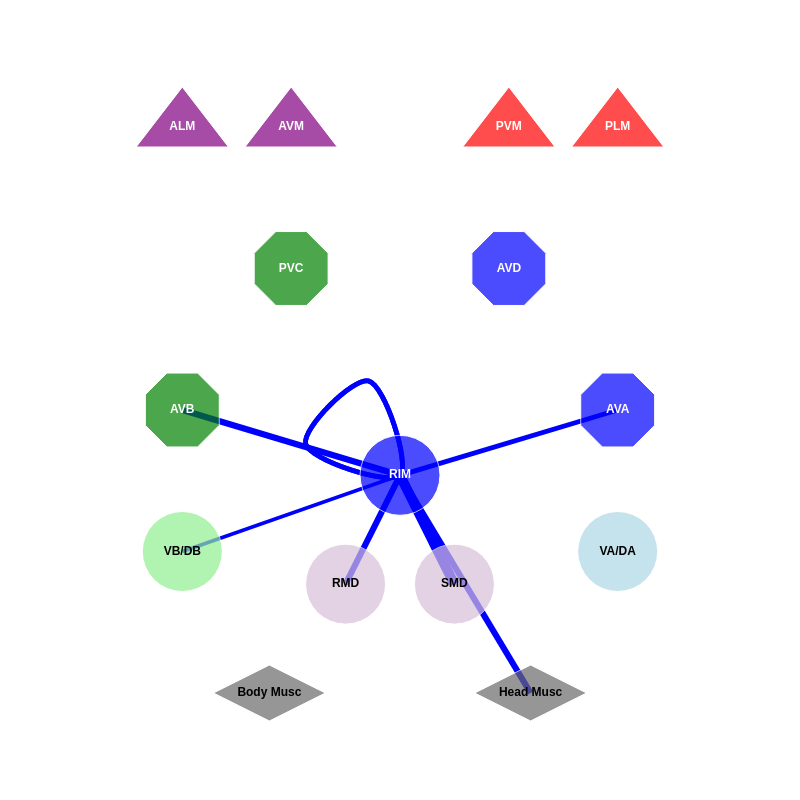 ALM
AVM
PVM
PLM
PVC
AVD
AVB
AVA
RIM
VB/DB
VA/DA
RMD
SMD
Body Musc
Head Musc